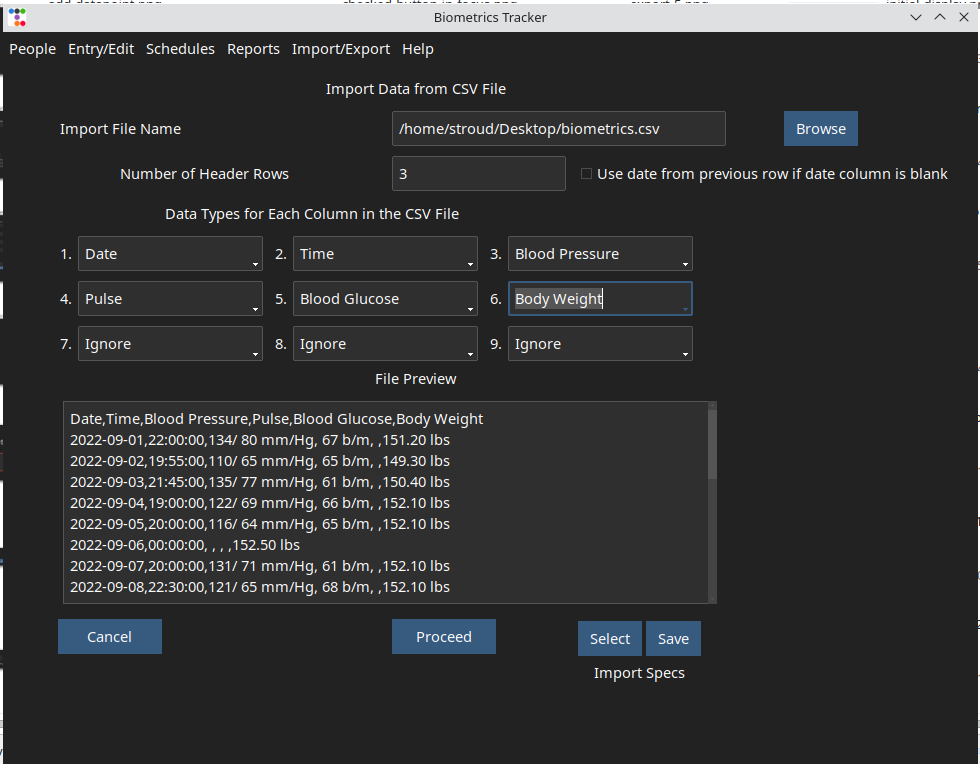 Biometrics Tracker
People Entry/Edit Schedules Reports Import/Export Help
Import Data from CSV File
Import File Name /home/stroud/Desktop/biometrics.csv Browse
Number of Header Rows 3 Use date from previous row if date column is blank
Data Types for Each Column in the CSV File
1. Date 2. Time 3. Blood Pressure
4. Pulse 5. Blood Glucose 6. Body Weight
7. Ignore 8. Ignore 9. Ignore
File Preview
Date,Time,Blood Pressure,Pulse,Blood Glucose,Body Weight
2022-09-01,22:00:00,134/ 80 mm/Hg, 67 b/m, ,151.20 lbs
2022-09-02,19:55:00,110/ 65 mm/Hg, 65 b/m, ,149.30 lbs
2022-09-03,21:45:00,135/ 77 mm/Hg, 61 b/m, ,150.40 lbs
2022-09-04,19:00:00,122/ 69 mm/Hg, 66 b/m, ,152.10 lbs
2022-09-05,20:00:00,116/ 64 mm/Hg, 65 b/m, ,152.10 lbs
2022-09-06,00:00:00, , , ,152.50 lbs
2022-09-07,20:00:00,131/ 71 mm/Hg, 61 b/m, ,152.10 lbs
2022-09-08,22:30:00,121/ 65 mm/Hg, 68 b/m, ,152.10 lbs
Cancel Proceed Select Save
Import Specs